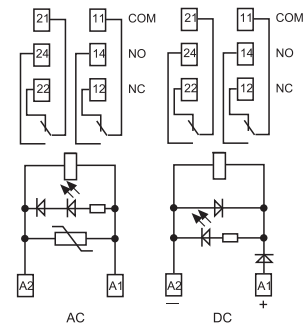 21 11 COM 21 11 COM
24 14 NO 24 14 NO
22 12 NC 22 12 NC
A2 A1 A2 A1
— +
AC DC